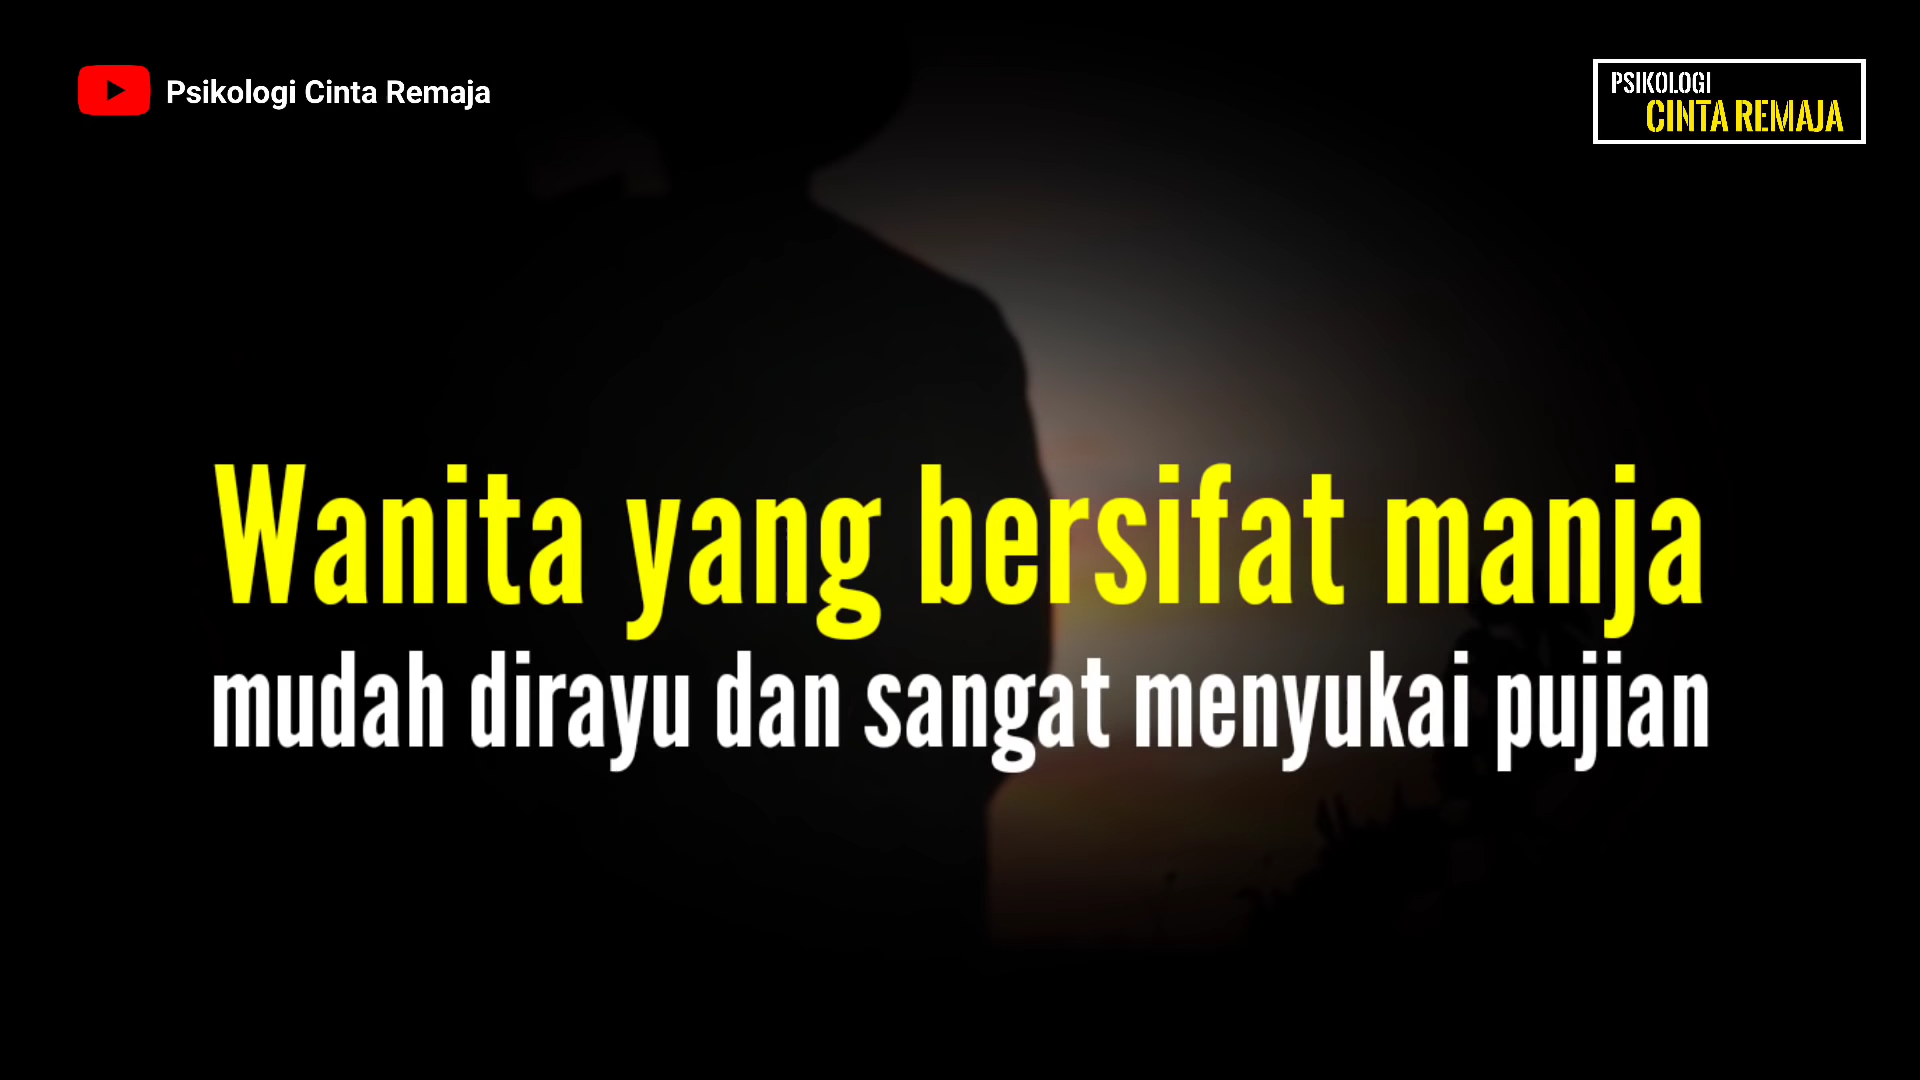 Psikologi Cinta Remaja
PSIKOLOGI
CINTA REMAJA
Wanita yang bersifat manja
mudah dirayu dan sangat menyukai pujian